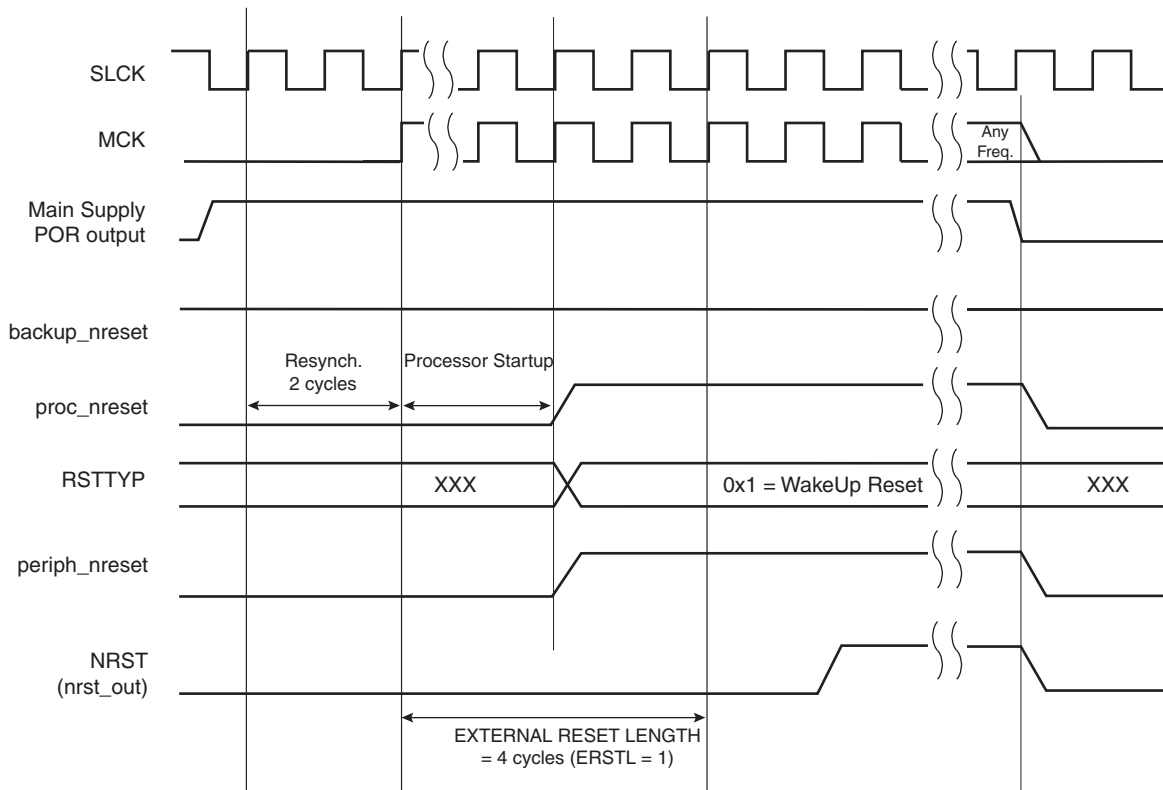 SLCK
MCK
Any
Freq.
Main Supply
POR output
backup_nreset
Resynch.
2 cycles
Processor Startup
proc_nreset
RSTTYP
XXX
0x1 = WakeUp Reset
XXX
periph_nreset
NRST
(nrst_out)
EXTERNAL RESET LENGTH
= 4 cycles (ERSTL = 1)